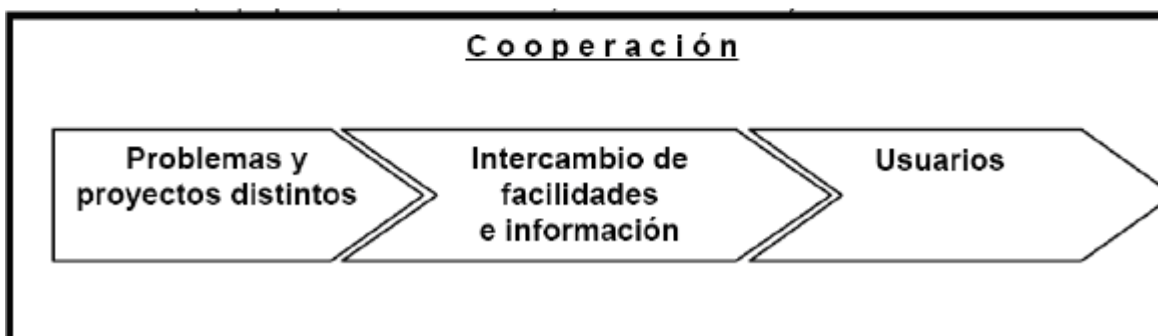 Cooperación
Problemas y
proyectos distintos
Intercambio de
facilidades
e información
Usuarios